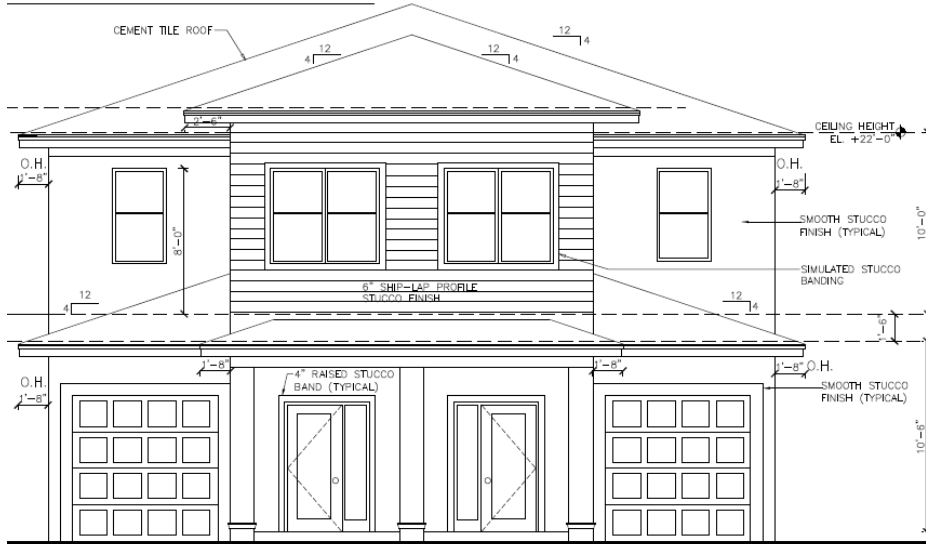 12
4
CEMENT TILE ROOF
12
4
12
4
2'-6"
CEILING HEIGHT
EL. +22'-0"
O.H.
1'-8"
O.H.
1'-8"
8'-0"
10'-0"
SMOOTH STUCCO
FINISH (TYPICAL)
SIMULATED STUCCO
BANDING
6" SHIP-LAP PROFILE
STUCCO FINISH
12
4
12
4
1'-6"
1'-8"
1'-8"
1'-8"
O.H.
O.H.
1'-8"
4" RAISED STUCCO
BAND (TYPICAL)
SMOOTH STUCCO
FINISH (TYPICAL)
10'-6"